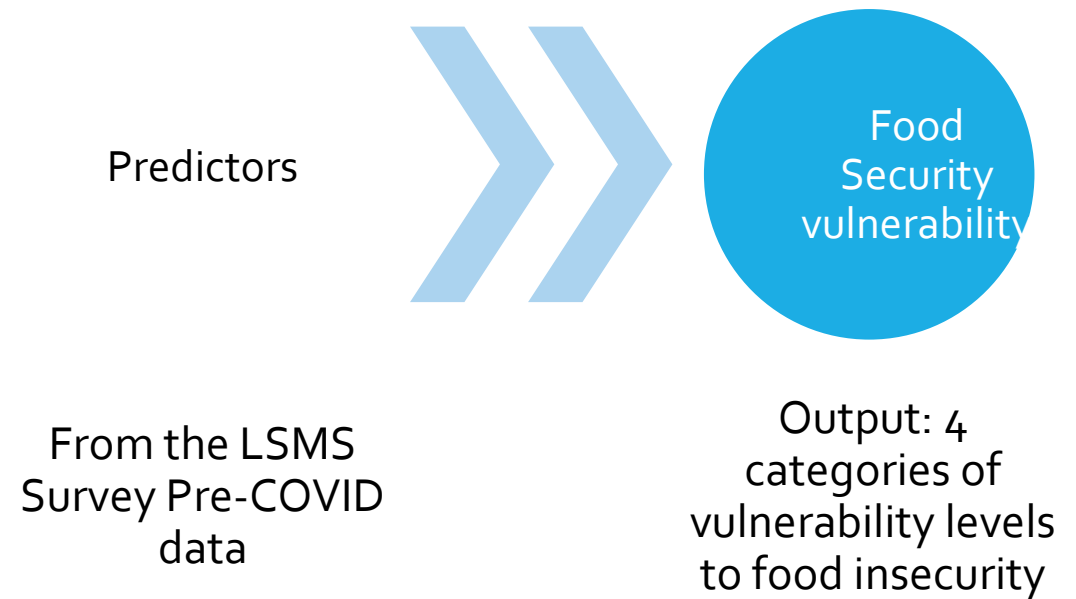 Predictors
Food
Security
vulnerability
From the LSMS
Survey Pre-COVID
data
Output: 4
categories of
vulnerability levels
to food insecurity